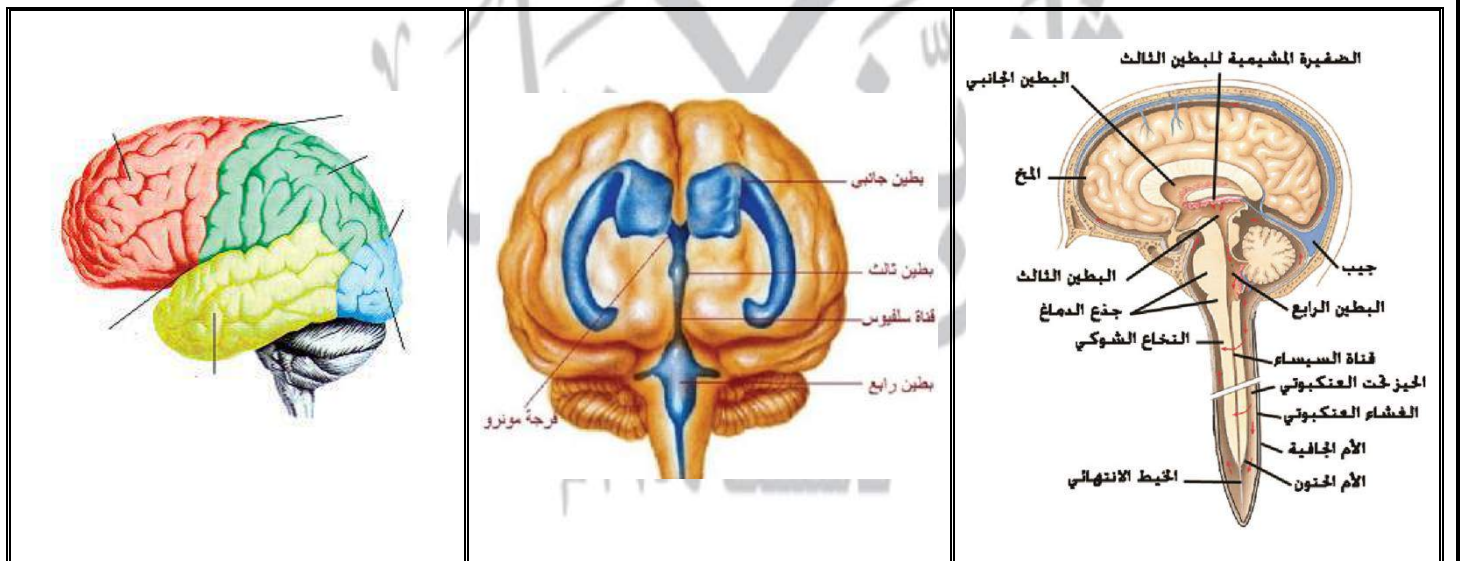 الضفيرة المشيمية للبطين الثالث
البطين الجانبي
المخ
جيب
البطين الثالث
البطين الرابع
جذع الدماغ
النخاع الشوكي
قناة السيساء
الحيز تحت العنكبوتي
الغشاء العنكبوتي
الأم الجافية
الأم الحنون
الخيط الانتهائي
بطين جانبي
بطين ثالث
قناة سلفيوس
بطين رابع
فرجة مونرو